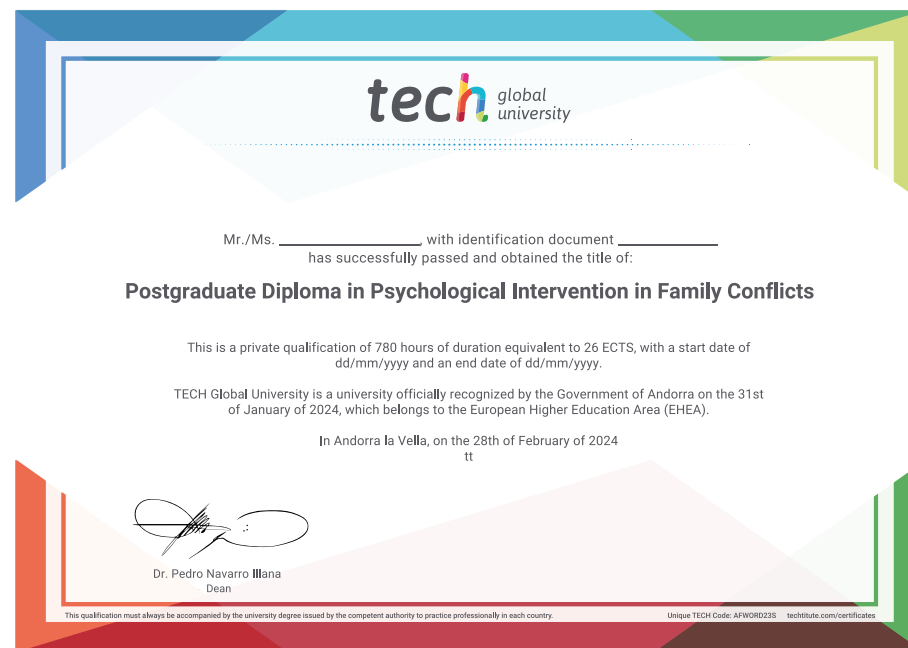 tech global
university
Mr./Ms. ____________, with identification document ____________
has successfully passed and obtained the title of:
Postgraduate Diploma in Psychological Intervention in Family Conflicts
This is a private qualification of 780 hours of duration equivalent to 26 ECTS, with a start date of
dd/mm/yyyy and an end date of dd/mm/yyyy.
TECH Global University is a university officially recognized by the Government of Andorra on the 31st
of January of 2024, which belongs to the European Higher Education Area (EHEA).
In Andorra la Vella, on the 28th of February of 2024
tt
Dr. Pedro Navarro Illana
Dean
This qualification must always be accompanied by the university degree issued by the competent authority to practice professionally in each country.
Unique TECH Code: AFWORD23S techtitute.com/certificates